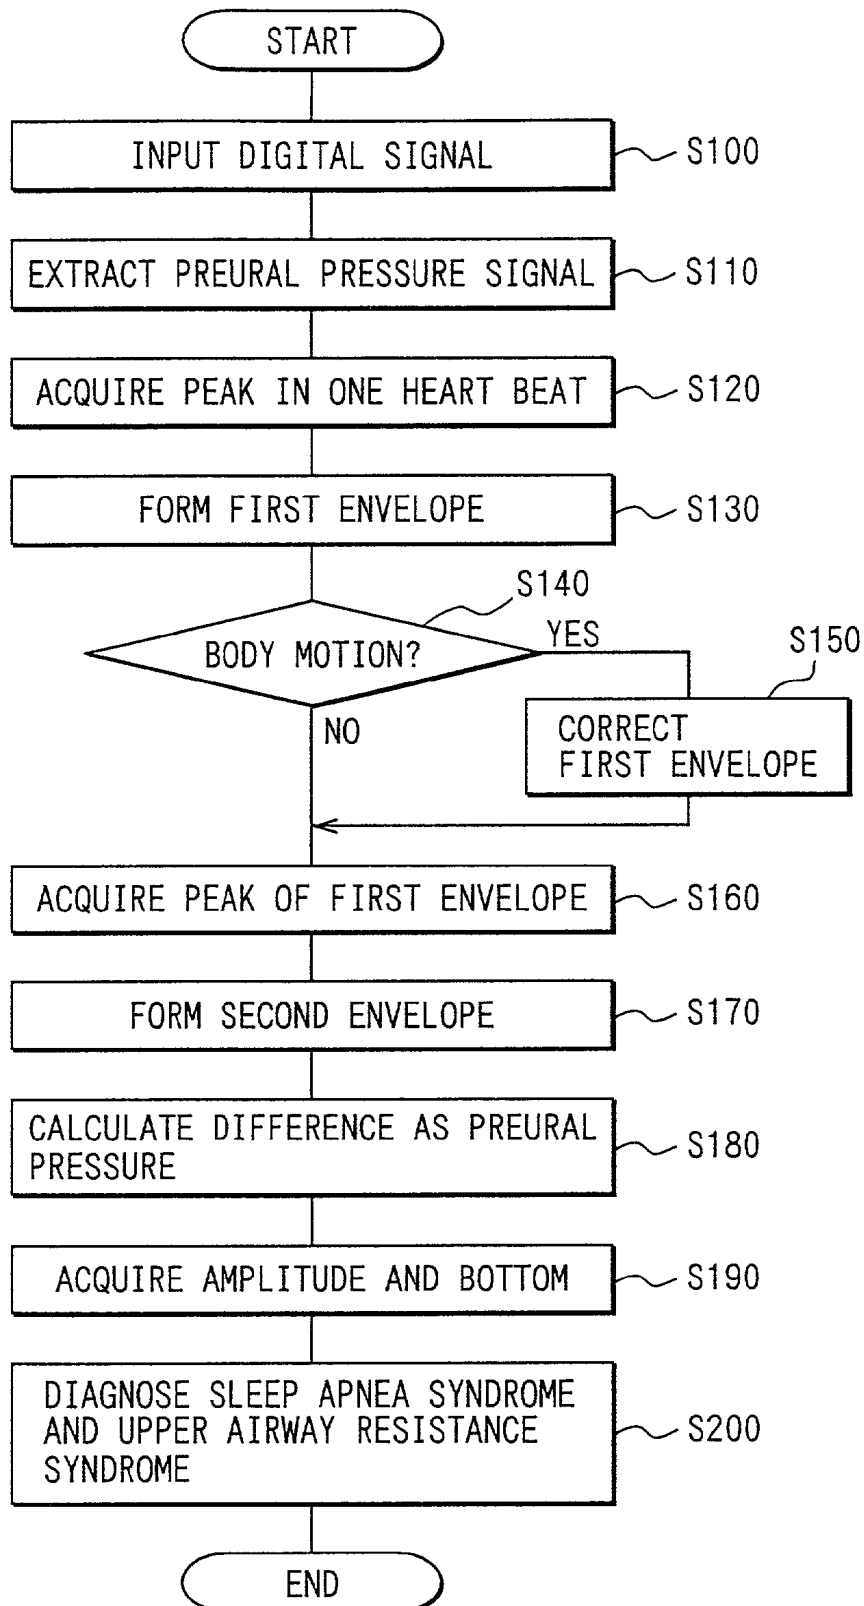 START
INPUT DIGITAL SIGNAL
S100
EXTRACT PREURAL PRESSURE SIGNAL
S110
ACQUIRE PEAK IN ONE HEART BEAT
S120
FORM FIRST ENVELOPE
S130
S140
BODY MOTION?
YES
S150
NO
CORRECT
FIRST ENVELOPE
ACQUIRE PEAK OF FIRST ENVELOPE
S160
FORM SECOND ENVELOPE
S170
CALCULATE DIFFERENCE AS PREURAL
PRESSURE
S180
ACQUIRE AMPLITUDE AND BOTTOM
S190
DIAGNOSE SLEEP APNEA SYNDROME
AND UPPER AIRWAY RESISTANCE
SYNDROME
S200
END